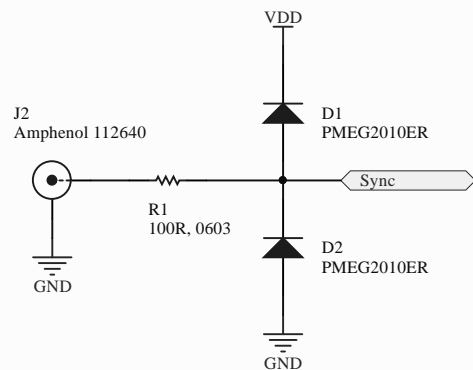 VDD
J2
Amphenol 112640
D1
PMEG2010ER
Sync
R1
100R, 0603
D2
PMEG2010ER
GND
GND